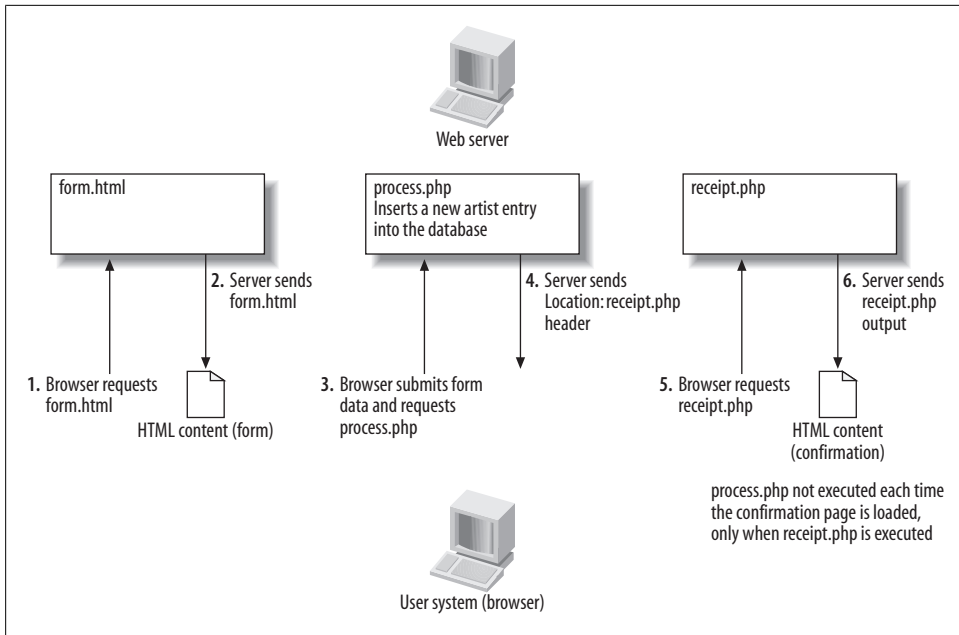 Web server
form.html
process.php
Inserts a new artist entry
into the database
receipt.php
2. Server sends
form.html
4. Server sends
Location: receipt.php
header
6. Server sends
receipt.php
output
1. Browser requests
form.html
HTML content (form)
3. Browser submits form
data and requests
process.php
5. Browser requests
receipt.php
HTML content
(confirmation)
process.php not executed each time
the confirmation page is loaded,
only when receipt.php is executed
User system (browser)